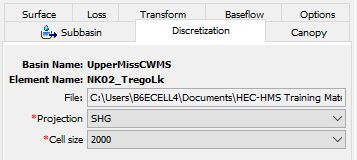 Surface Loss Transform Baseflow Options
Subbasin Discretization Canopy
Basin Name: UpperMissCWMS
Element Name: NK02_TregoLk
File: C:\Users\B6ECELL4\Documents\HEC-HMS Training Mate
*Projection SHG
*Cell size 2000